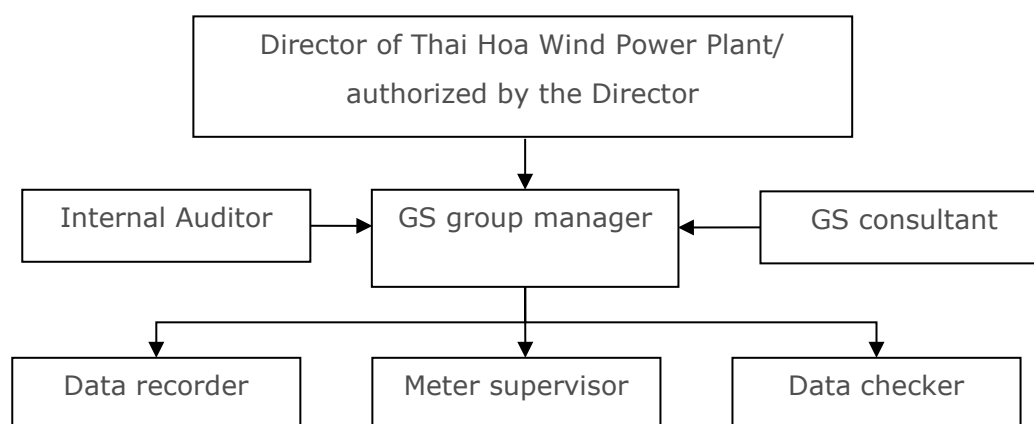 Director of Thai Hoa Wind Power Plant/
authorized by the Director
Internal Auditor
GS group manager
GS consultant
Data recorder
Meter supervisor
Data checker